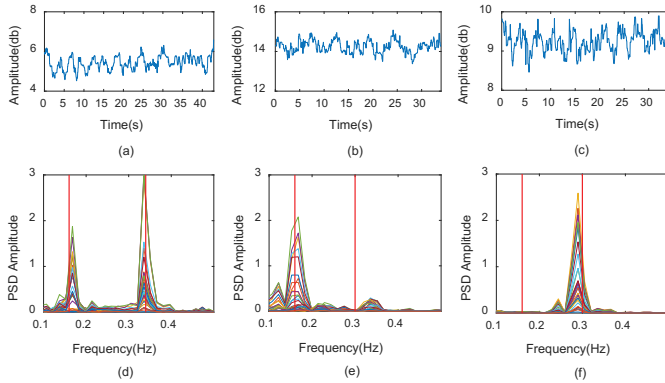 Amplitude(db)
8
6
4
0 5 10 15 20 25 30 35 40
Time(s)
(a)
Amplitude(db)
16
14
12
0 5 10 15 20 25 30
Time(s)
(b)
Amplitude(db)
10
9
8
0 5 10 15 20 25 30
Time(s)
(c)
PSD Amplitude
3
2
1
0
0.1 0.2 0.3 0.4
Frequency(Hz)
(d)
PSD Amplitude
3
2
1
0
0.1 0.2 0.3 0.4
Frequency(Hz)
(e)
PSD Amplitude
3
2
1
0
0.1 0.2 0.3 0.4
Frequency(Hz)
(f)